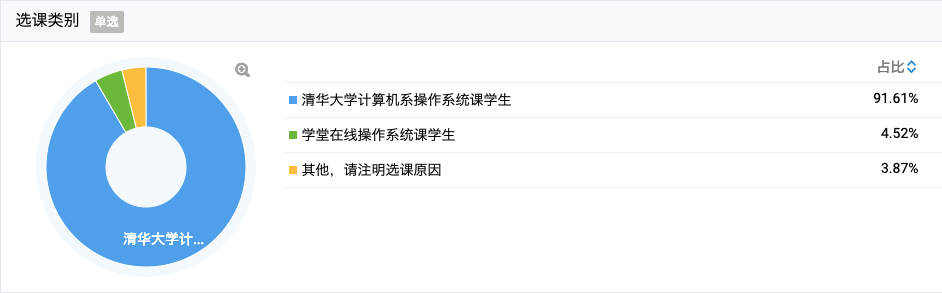 选课类别 单选
占比
清华大学计算机系操作系统课学生 91.61%
学堂在线操作系统课学生 4.52%
其他，请注明选课原因 3.87%
清华大学计...